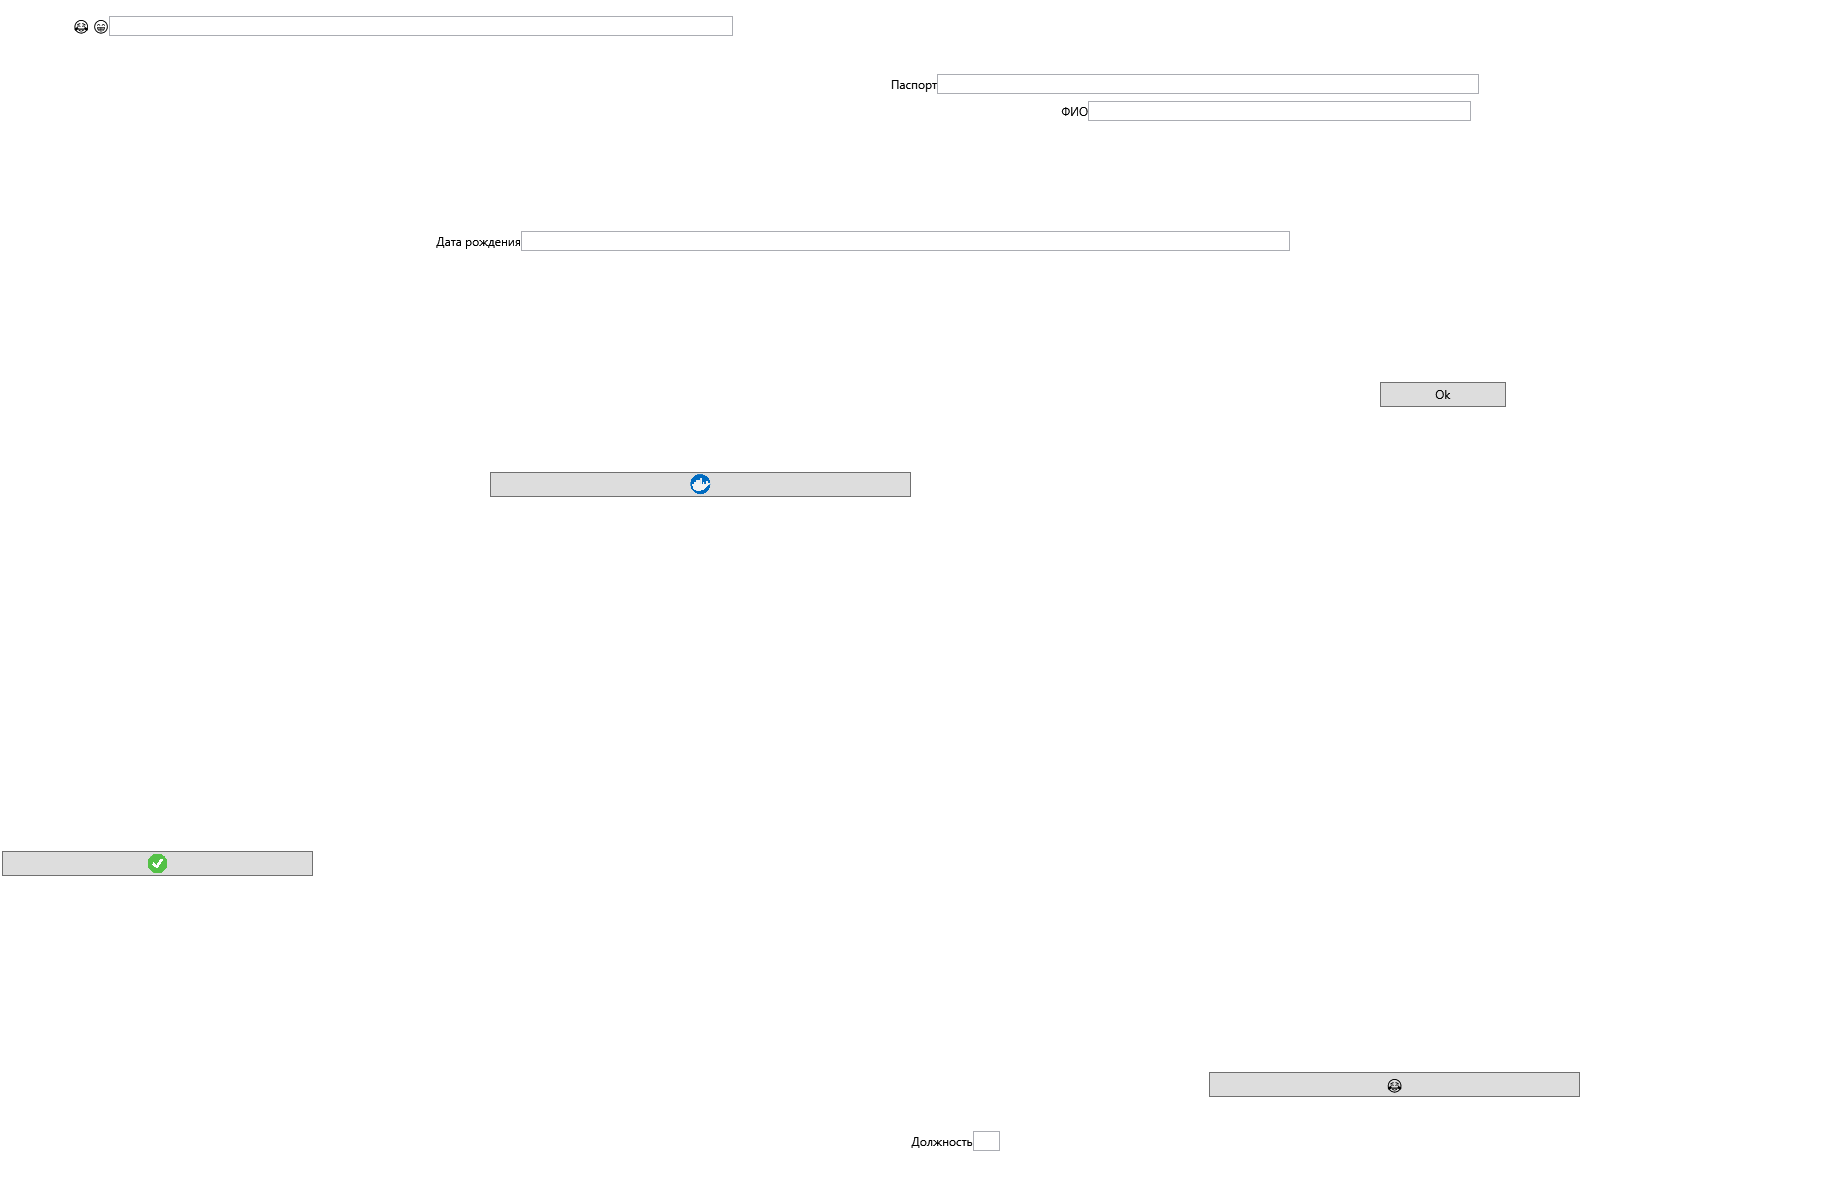 😂 😁
Паспорт
ФИО
Дата рождения
Ok
😂
Должность